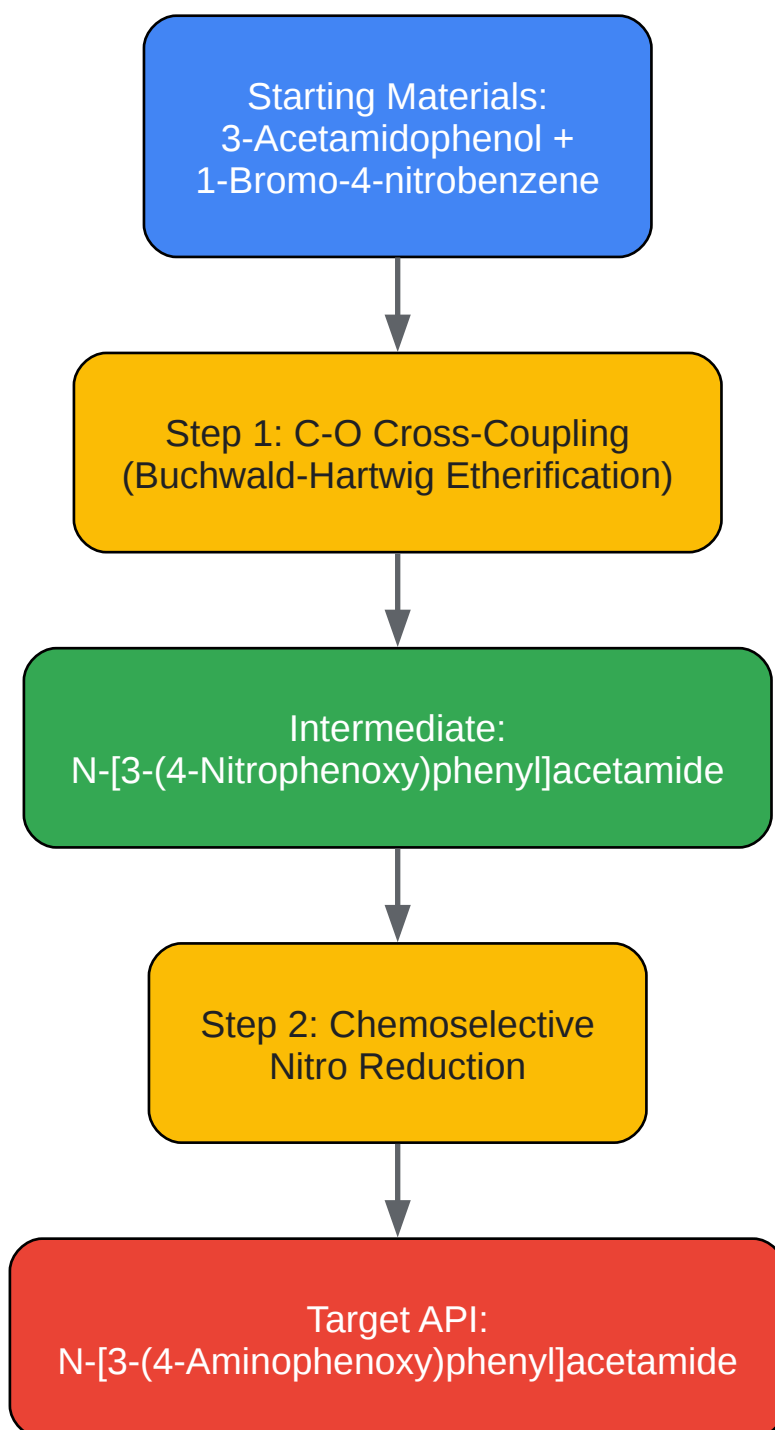 Starting Materials:
3-Acetamidophenol +
1-Bromo-4-nitrobenzene
Step 1: C-O Cross-Coupling
(Buchwald-Hartwig Etherification)
Intermediate:
N-[3-(4-Nitrophenoxy)phenyl]acetamide
Step 2: Chemoselective
Nitro Reduction
Target API:
N-[3-(4-Aminophenoxy)phenyl]acetamide